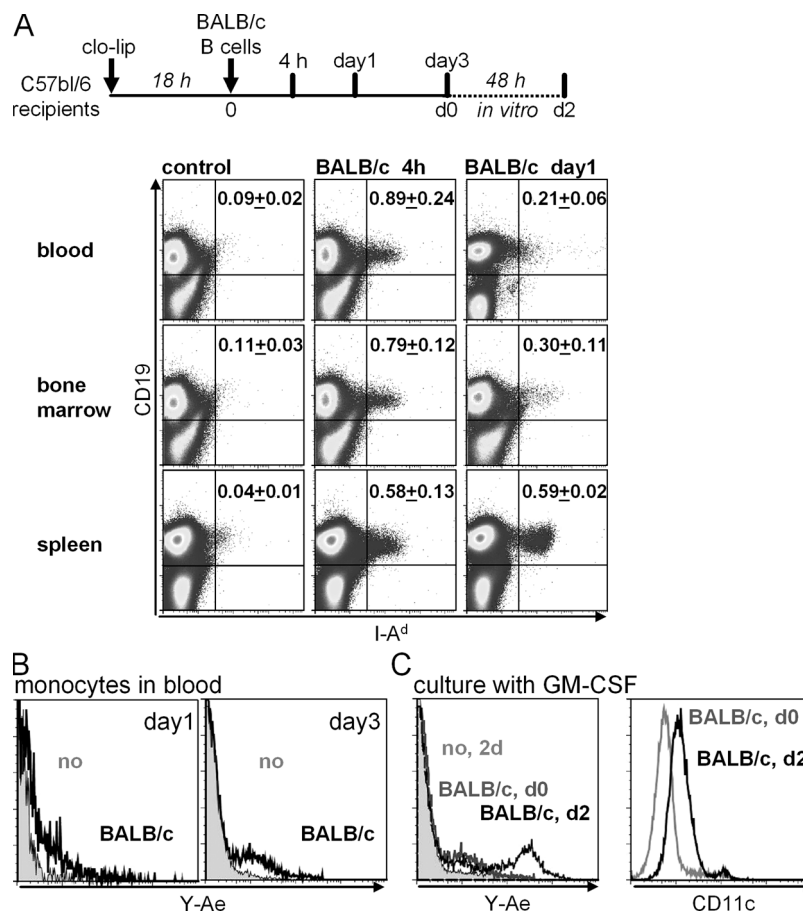 A
BALB/c
clo-lip B cells 4 h day1 day3
C57bl/6 18 h 48 h
recipients 0 d0 in vitro d2
control BALB/c 4h BALB/c day1
blood 0.09±0.02 0.89±0.24 0.21±0.06
bone marrow 0.11±0.03 0.79±0.12 0.30±0.11
spleen 0.04±0.01 0.58±0.13 0.59±0.02
CD19
I-Aᵈ
B
monocytes in blood
day1 day3
no no
BALB/c BALB/c
Y-Ae
C
culture with GM-CSF
no, 2d
BALB/c, d0
BALB/c, d2
Y-Ae
BALB/c, d0
BALB/c, d2
CD11c